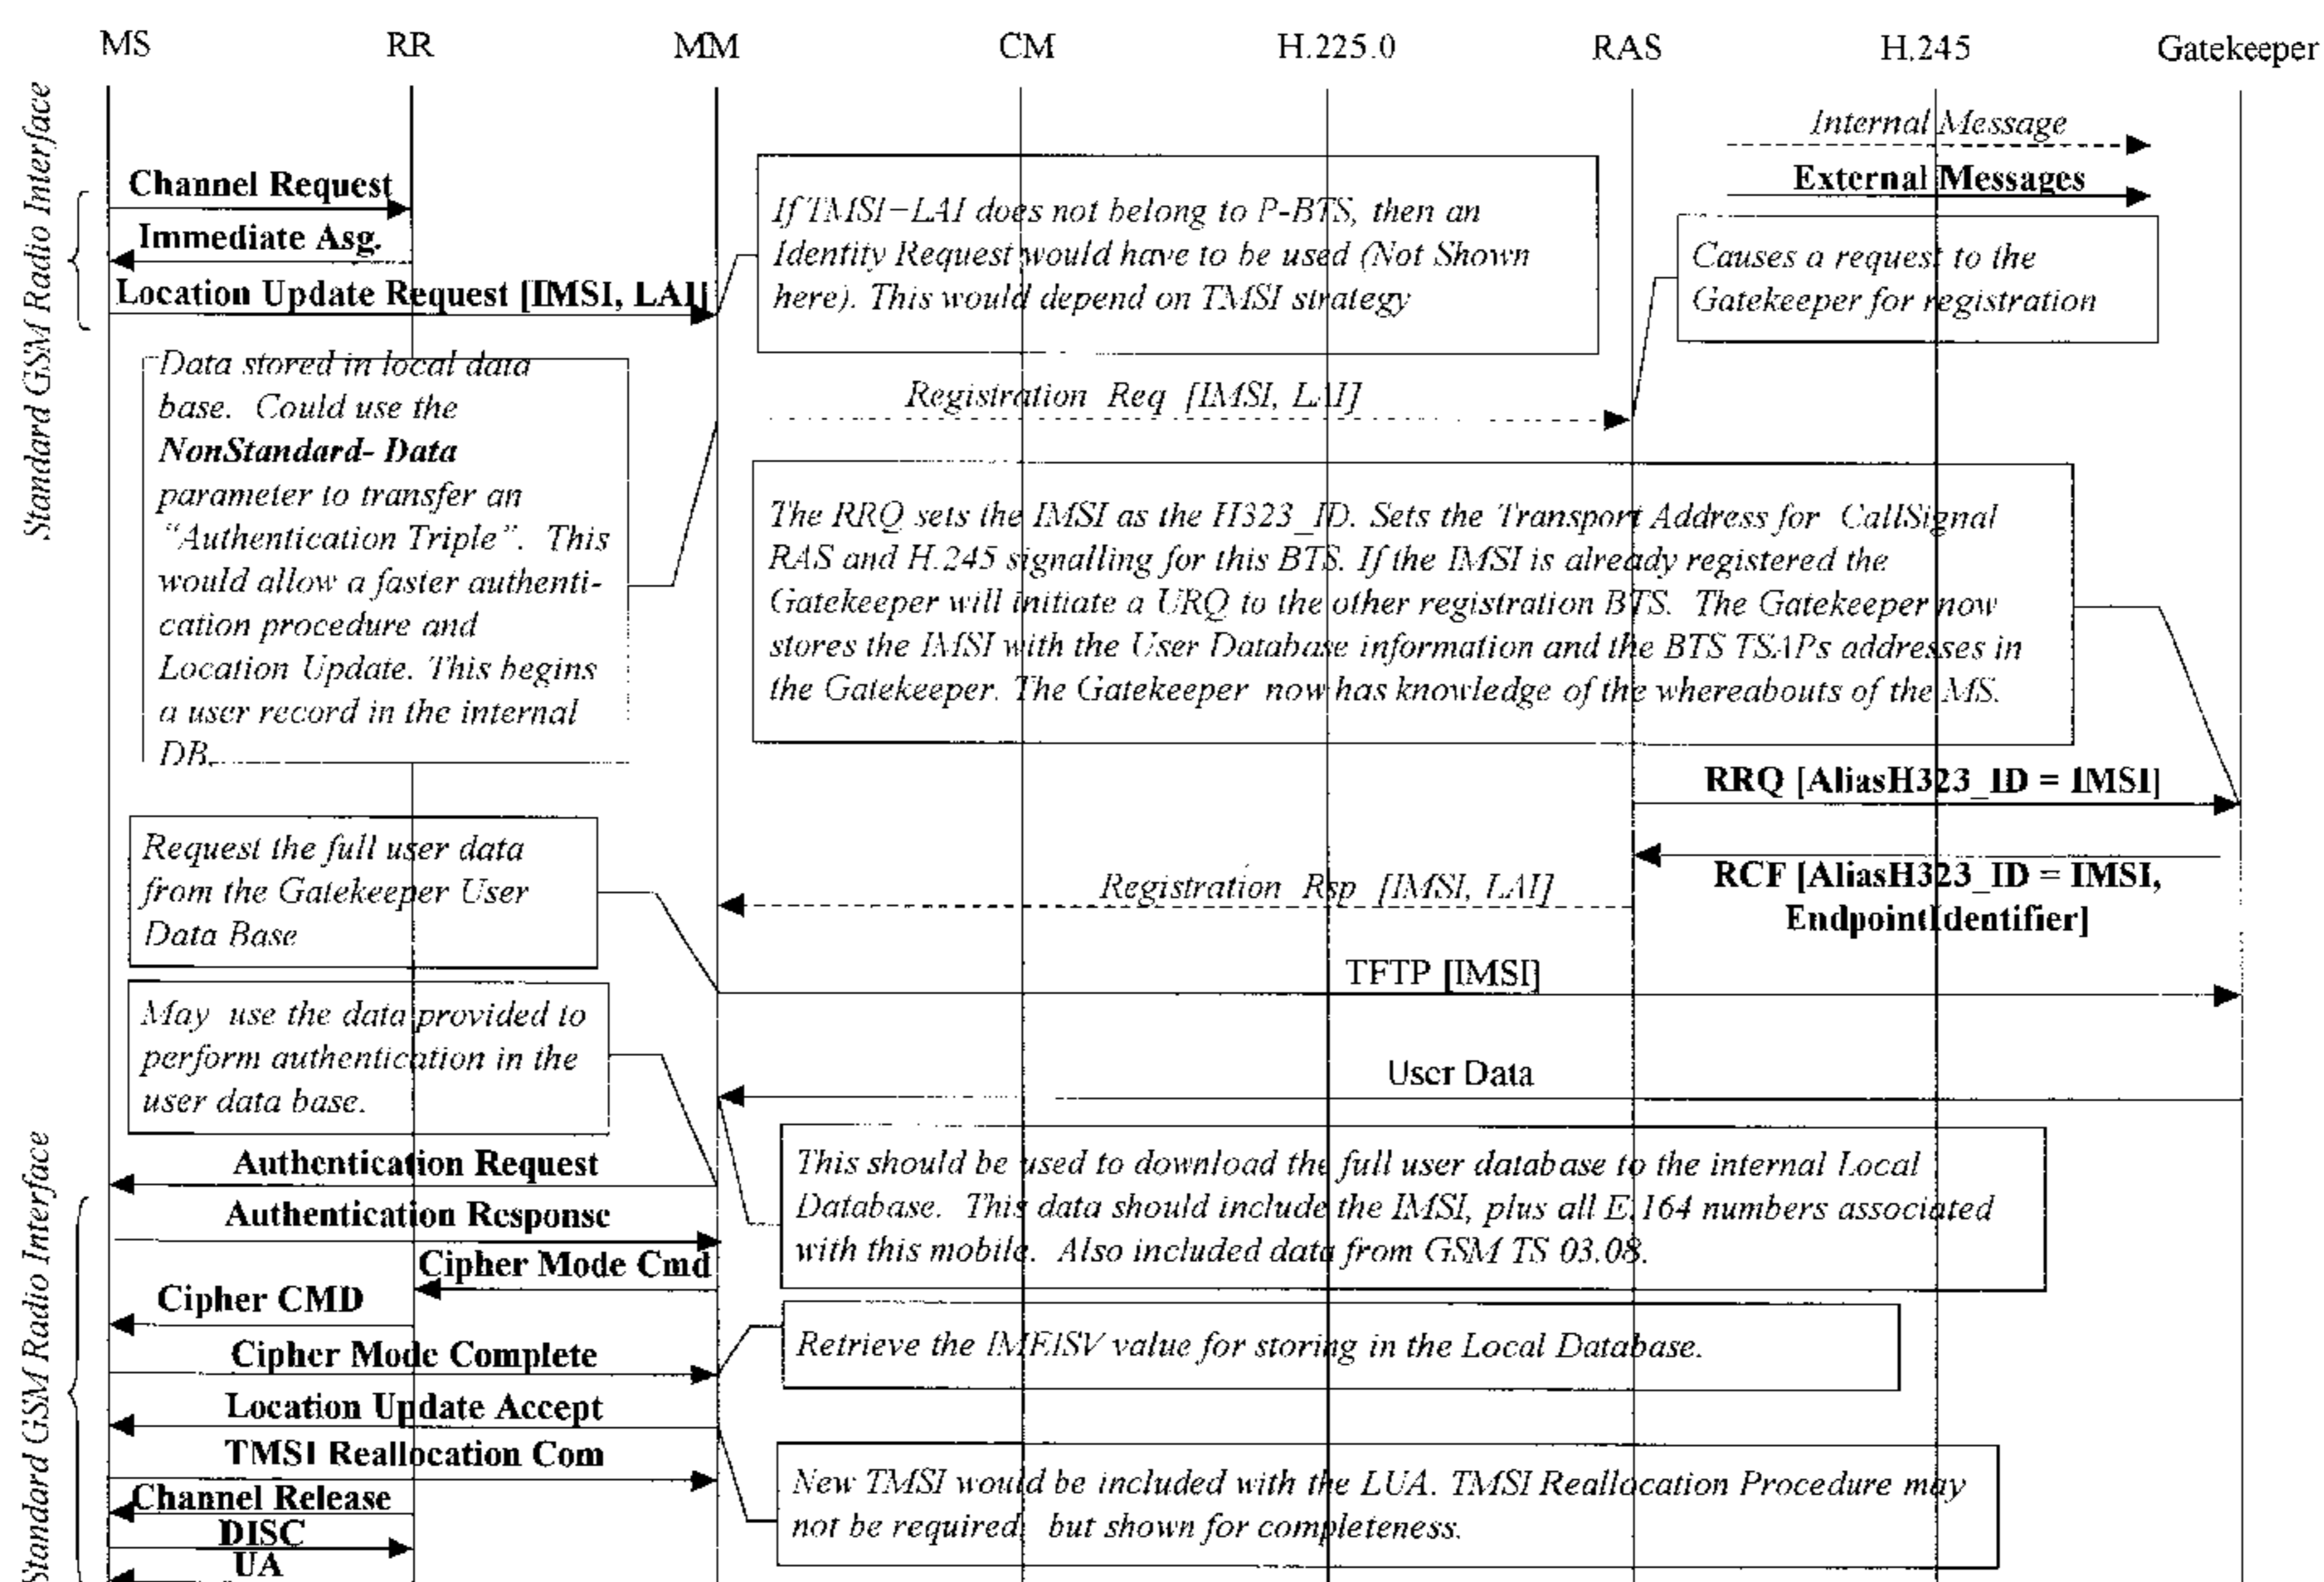 MS RR MM CM H.225.0 RAS H.245 Gatekeeper
Standard GSM Radio Interface
Internal Message
External Messages
Channel Request
Immediate Asg.
Location Update Request [IMSI, LAI]
If TMSI-LAI does not belong to P-BTS, then an
Identity Request would have to be used (Not Shown
here). This would depend on TMSI strategy
Causes a request to the
Gatekeeper for registration
Data stored in local data
base. Could use the
NonStandard- Data
parameter to transfer an
"Authentication Triple". This
would allow a faster authenti-
cation procedure and
Location Update. This begins
a user record in the internal
DB.
Registration Req [IMSI, LAI]
The RRQ sets the IMSI as the H323_ID. Sets the Transport Address for CallSignal
RAS and H.245 signalling for this BTS. If the IMSI is already registered the
Gatekeeper will initiate a URQ to the other registration BTS. The Gatekeeper now
stores the IMSI with the User Database information and the BTS TSAPs addresses in
the Gatekeeper. The Gatekeeper now has knowledge of the whereabouts of the MS.
RRQ [AliasH323_ID = IMSI]
RCF [AliasH323_ID = IMSI,
EndpointIdentifier]
Registration Rsp [IMSI, LAI]
Request the full user data
from the Gatekeeper User
Data Base
TFTP [IMSI]
May use the data provided to
perform authentication in the
user data base.
User Data
Standard GSM Radio Interface
Authentication Request
Authentication Response
Cipher Mode Cmd
Cipher CMD
Cipher Mode Complete
Location Update Accept
TMSI Reallocation Com
Channel Release
DISC
UA
This should be used to download the full user database to the internal Local
Database. This data should include the IMSI, plus all E.164 numbers associated
with this mobile. Also included data from GSM TS 03.08.
Retrieve the IMEISV value for storing in the Local Database.
New TMSI would be included with the LUA. TMSI Reallocation Procedure may
not be required, but shown for completeness.